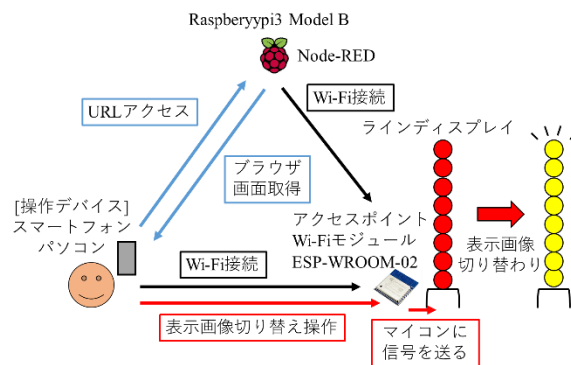 Raspberyypi3 Model B
Node-RED
Wi-Fi接続
URLアクセス
ラインディスプレイ
ブラウザ
画面取得
[操作デバイス]
スマートフォン
パソコン
アクセスポイント
Wi-Fiモジュール
ESP-WROOM-02
表示画像
切り替わり
Wi-Fi接続
表示画像切り替え操作
マイコンに
信号を送る